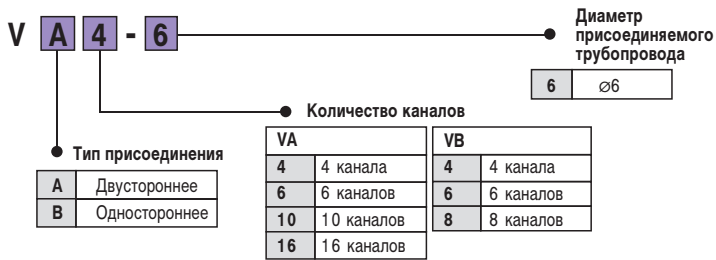 V A 4 - 6
Диаметр
присоединяемого
трубопровода
6 ∅6
Количество каналов
VA
4 4 канала
6 6 каналов
10 10 каналов
16 16 каналов
VB
4 4 канала
6 6 каналов
8 8 каналов
Тип присоединения
A Двустороннее
B Одностороннее